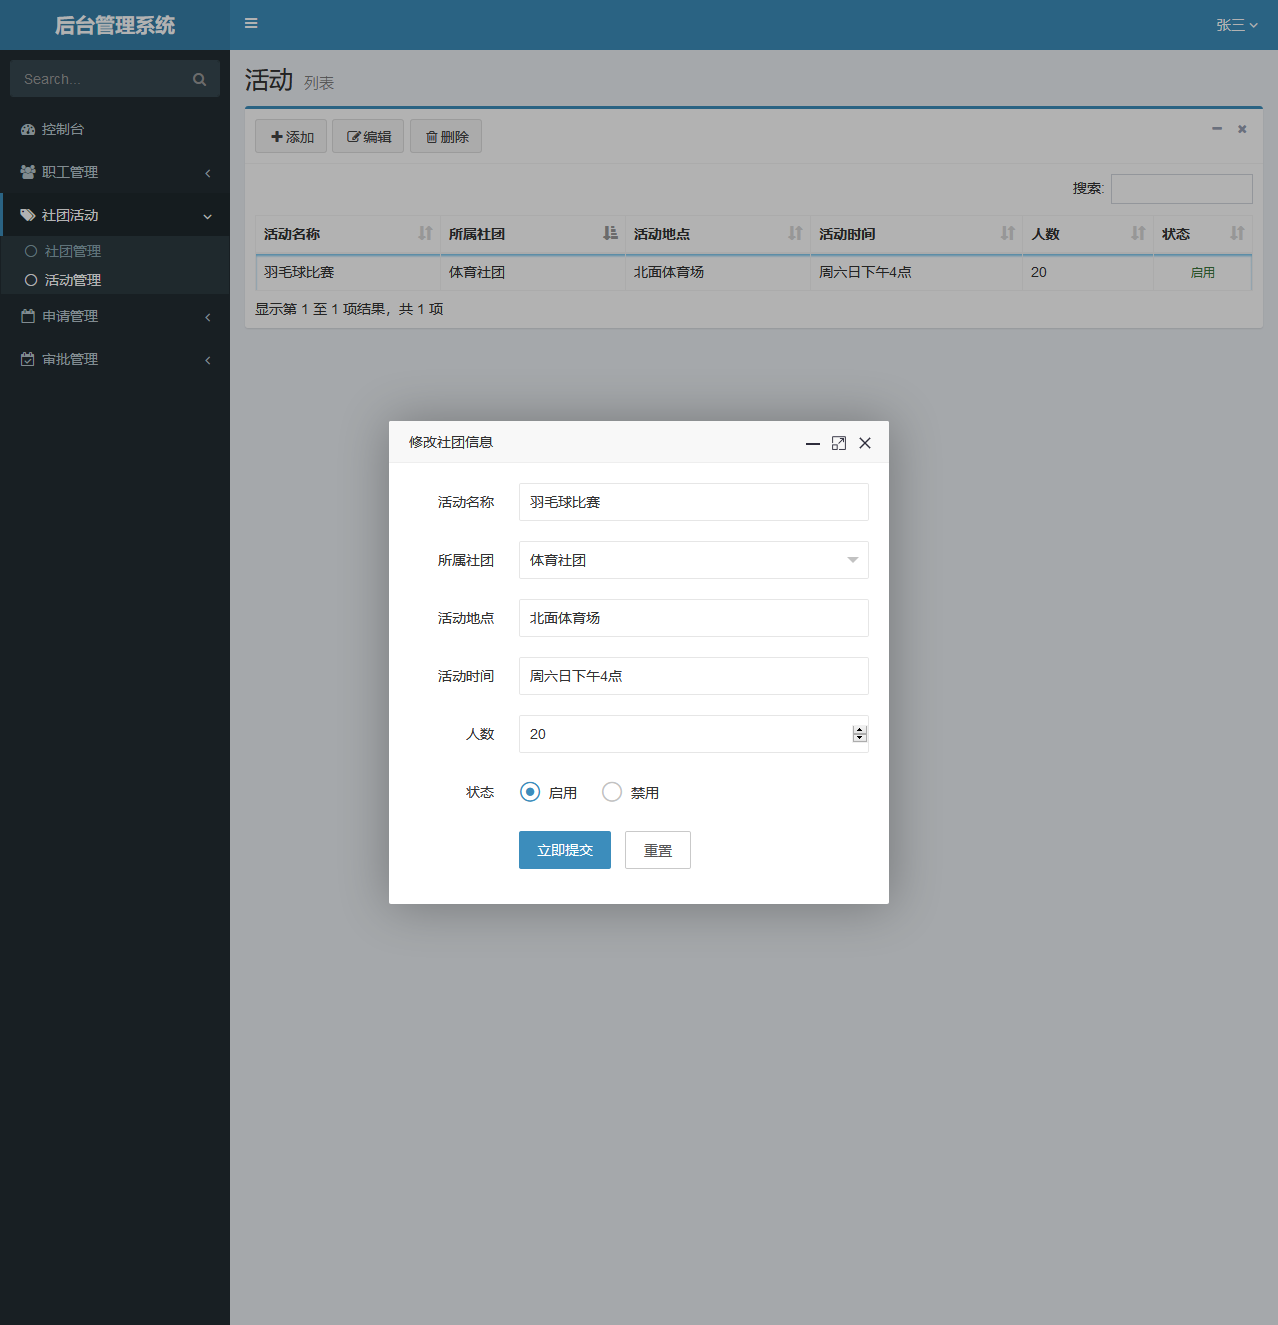 后台管理系统
张三
Search...
控制台
职工管理
社团活动
社团管理
活动管理
申请管理
审批管理
活动 列表
添加 编辑 删除
搜索:
活动名称 所属社团 活动地点 活动时间 人数 状态
羽毛球比赛 体育社团 北面体育场 周六日下午4点 20 启用
显示第 1 至 1 项结果，共 1 项
修改社团信息
活动名称 羽毛球比赛
所属社团 体育社团
活动地点 北面体育场
活动时间 周六日下午4点
人数 20
状态 启用 禁用
立即提交 重置